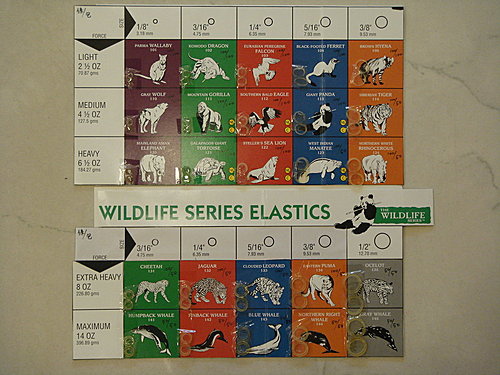 SIZE
FORCE
1/8" 3/16" 1/4" 5/16" 3/8"
3.18 mm 4.75 mm 6.35 mm 7.93 mm 9.53 mm
LIGHT
2 ½ OZ
70.87 gms
PARMA WALLABY KOMODO DRAGON EURASIAN PEREGRINE FALCON BLACK-FOOTED FERRET BROWN HYENA
MEDIUM
4 ½ OZ
127.5 gms
GRAY WOLF MOUNTAIN GORILLA SOUTHERN BALD EAGLE GIANT PANDA SIBERIAN TIGER
110 111 112
HEAVY
6 ½ OZ
184.27 gms
MAINLAND ASIAN ELEPHANT GALAPAGOS GIANT TORTOISE STELLER'S SEA LION WEST INDIAN MANATEE NORTHERN WHITE RHINOCEROUS
WILDLIFE SERIES ELASTICS
THE
WILDLIFE
SERIES
SIZE
FORCE
3/16" 1/4" 5/16" 3/8" 1/2"
4.75 mm 6.35 mm 7.93 mm 9.53 mm
EXTRA HEAVY
8 OZ
226.80 gms
CHEETAH JAGUAR CLOUDED LEOPARD EASTERN PUMA OCELOT
MAXIMUM
14 OZ
396.89 gms
HUMPBACK WHALE FINBACK WHALE BLUE WHALE NORTHERN RIGHT WHALE GRAY WHALE